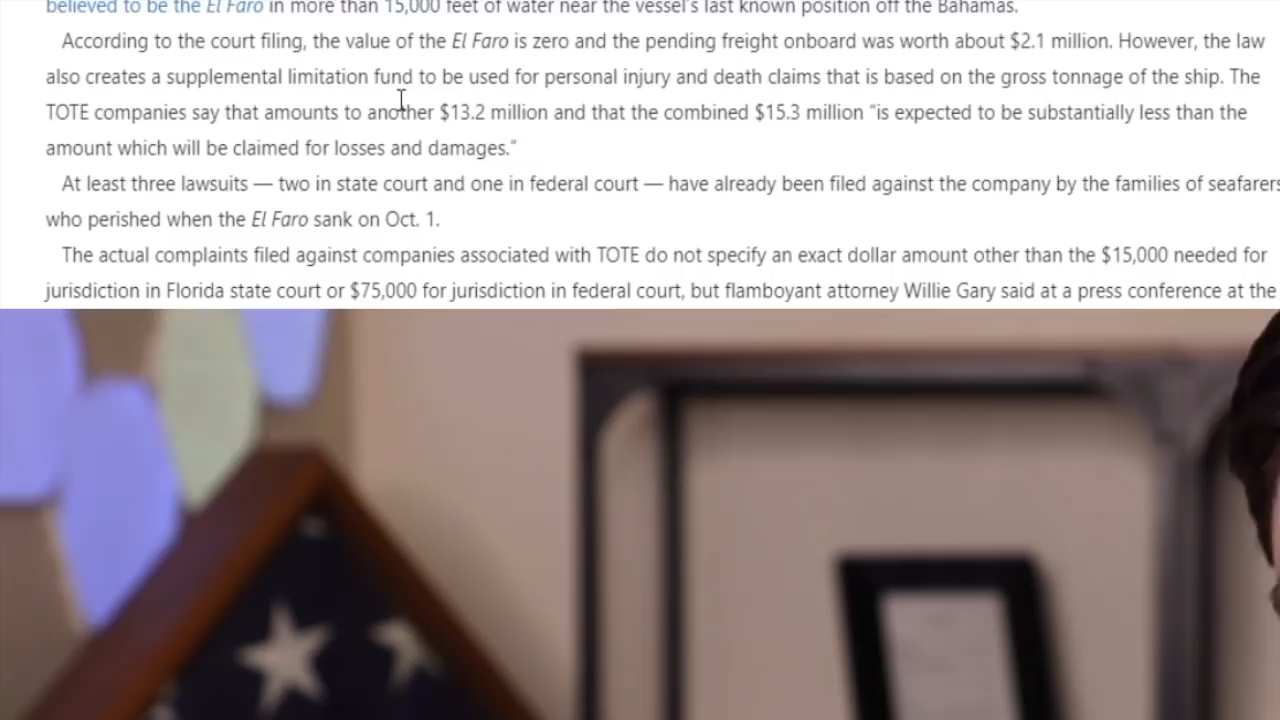 believed to be the El Faro in more than 15,000 feet of water near the vessel's last known position off the Bahamas.
According to the court filing, the value of the El Faro is zero and the pending freight onboard was worth about $2.1 million. However, the law
also creates a supplemental limitation fund to be used for personal injury and death claims that is based on the gross tonnage of the ship. The
TOTE companies say that amounts to another $13.2 million and that the combined $15.3 million “is expected to be substantially less than the
amount which will be claimed for losses and damages.”
At least three lawsuits — two in state court and one in federal court — have already been filed against the company by the families of seafarers
who perished when the El Faro sank on Oct. 1.
The actual complaints filed against companies associated with TOTE do not specify an exact dollar amount other than the $15,000 needed for
jurisdiction in Florida state court or $75,000 for jurisdiction in federal court, but flamboyant attorney Willie Gary said at a press conference at the